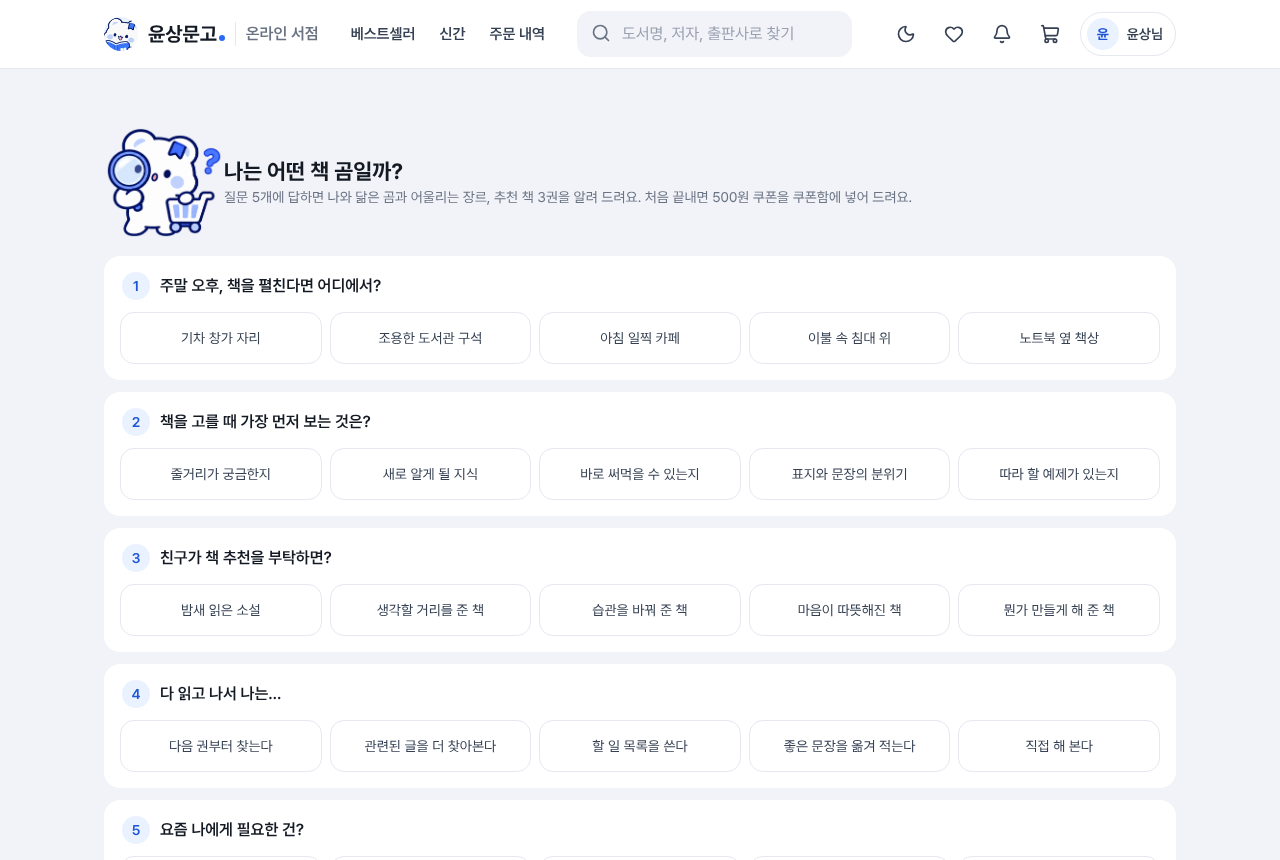 윤상문고
온라인 서점
베스트셀러
신간
주문 내역
도서명, 저자, 출판사로 찾기
윤
윤상님
?
나는 어떤 책 곰일까?
질문 5개에 답하면 나와 닮은 곰과 어울리는 장르, 추천 책 3권을 알려 드려요. 처음 끝내면 500원 쿠폰을 쿠폰함에 넣어 드려요.
1 주말 오후, 책을 펼친다면 어디에서?
기차 창가 자리
조용한 도서관 구석
아침 일찍 카페
이불 속 침대 위
노트북 옆 책상
2 책을 고를 때 가장 먼저 보는 것은?
줄거리가 궁금한지
새로 알게 될 지식
바로 써먹을 수 있는지
표지와 문장의 분위기
따라 할 예제가 있는지
3 친구가 책 추천을 부탁하면?
밤새 읽은 소설
생각할 거리를 준 책
습관을 바꿔 준 책
마음이 따뜻해진 책
뭔가 만들게 해 준 책
4 다 읽고 나서 나는…
다음 권부터 찾는다
관련된 글을 더 찾아본다
할 일 목록을 쓴다
좋은 문장을 옮겨 적는다
직접 해 본다
5 요즘 나에게 필요한 건?